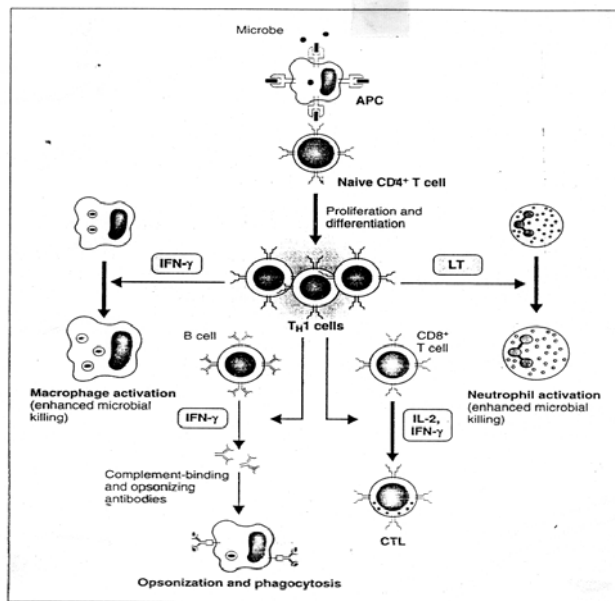 Microbe
APC
Naive CD4⁺ T cell
Proliferation and
differentiation
IFN-γ
LT
T_H1 cells
B cell
CD8⁺
T cell
Macrophage activation
(enhanced microbial
killing)
Neutrophil activation
(enhanced microbial
killing)
IFN-γ
IL-2,
IFN-γ
Complement-binding
and opsonizing
antibodies
CTL
Opsonization and phagocytosis